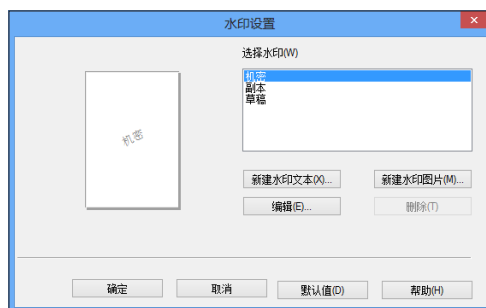 水印设置
选择水印(W)
机密
副本
草稿
机密
新建水印文本(X)...
新建水印图片(M)...
编辑(E)...
删除(T)
确定
取消
默认值(D)
帮助(H)